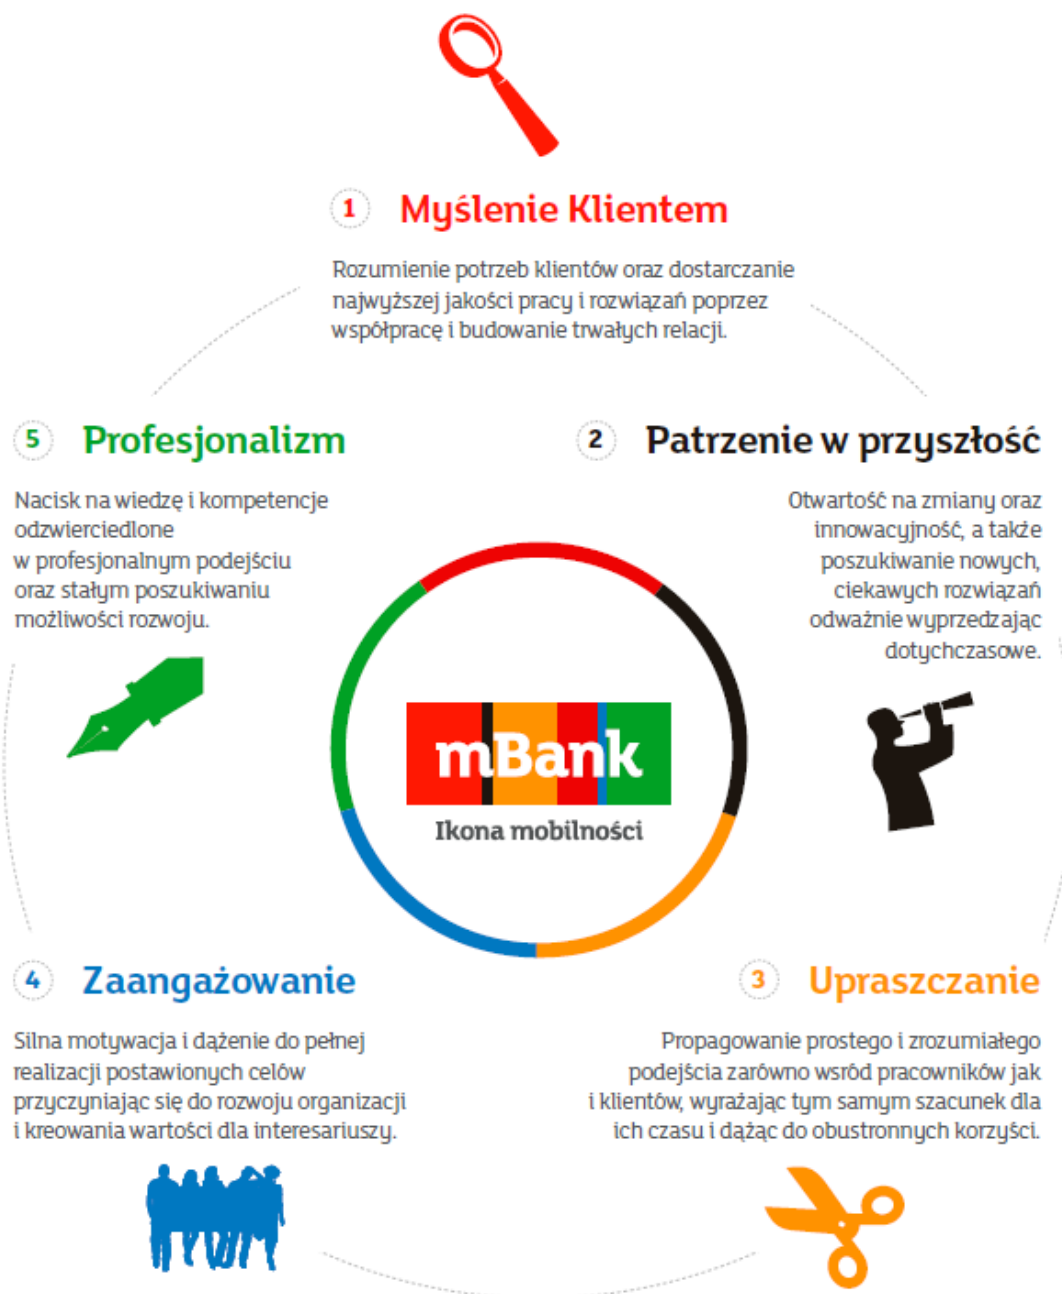 1 Myślenie Klientem
Rozumienie potrzeb klientów oraz dostarczanie
najwyższej jakości pracy i rozwiązań poprzez
współpracę i budowanie trwałych relacji.
2 Patrzenie w przyszłość
Otwartość na zmiany oraz
innowacyjność, a także
poszukiwanie nowych,
ciekawych rozwiązań
odważnie wyprzedzając
dotychczasowe.
3 Upraszczanie
Propagowanie prostego i zrozumiałego
podejścia zarówno wsród pracowników jak
i klientów, wyrażając tym samym szacunek dla
ich czasu i dążąc do obustronnych korzyści.
4 Zaangażowanie
Silna motywacja i dążenie do pełnej
realizacji postawionych celów
przyczyniając się do rozwoju organizacji
i kreowania wartości dla interesariuszy.
5 Profesjonalizm
Nacisk na wiedzę i kompetencje
odzwierciedlone
w profesjonalnym podejściu
oraz stałym poszukiwaniu
możliwości rozwoju.
mBank
Ikona mobilności